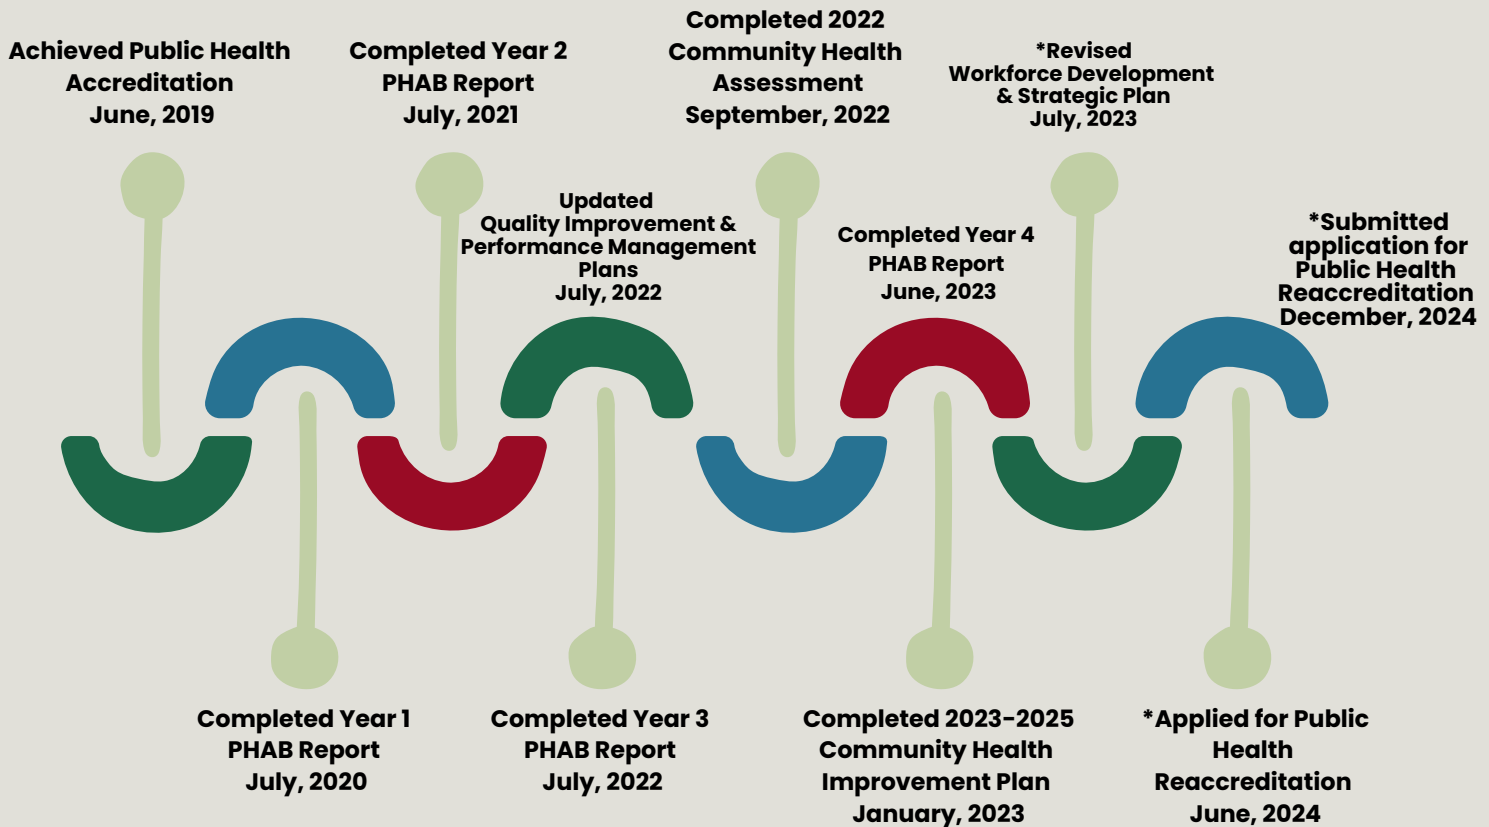 Achieved Public Health
Accreditation
June, 2019
Completed Year 2
PHAB Report
July, 2021
Completed 2022
Community Health
Assessment
September, 2022
*Revised
Workforce Development
& Strategic Plan
July, 2023
Updated
Quality Improvement &
Performance Management
Plans
July, 2022
Completed Year 4
PHAB Report
June, 2023
*Submitted
application for
Public Health
Reaccreditation
December, 2024
Completed Year 1
PHAB Report
July, 2020
Completed Year 3
PHAB Report
July, 2022
Completed 2023-2025
Community Health
Improvement Plan
January, 2023
*Applied for Public
Health
Reaccreditation
June, 2024